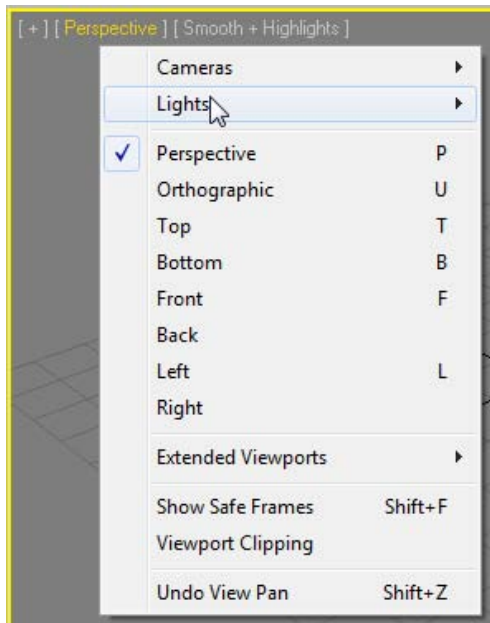 [ + ] [ Perspective ] [ Smooth + Highlights ]
Cameras
Lights
Perspective P
Orthographic U
Top T
Bottom B
Front F
Back
Left L
Right
Extended Viewports
Show Safe Frames Shift+F
Viewport Clipping
Undo View Pan Shift+Z